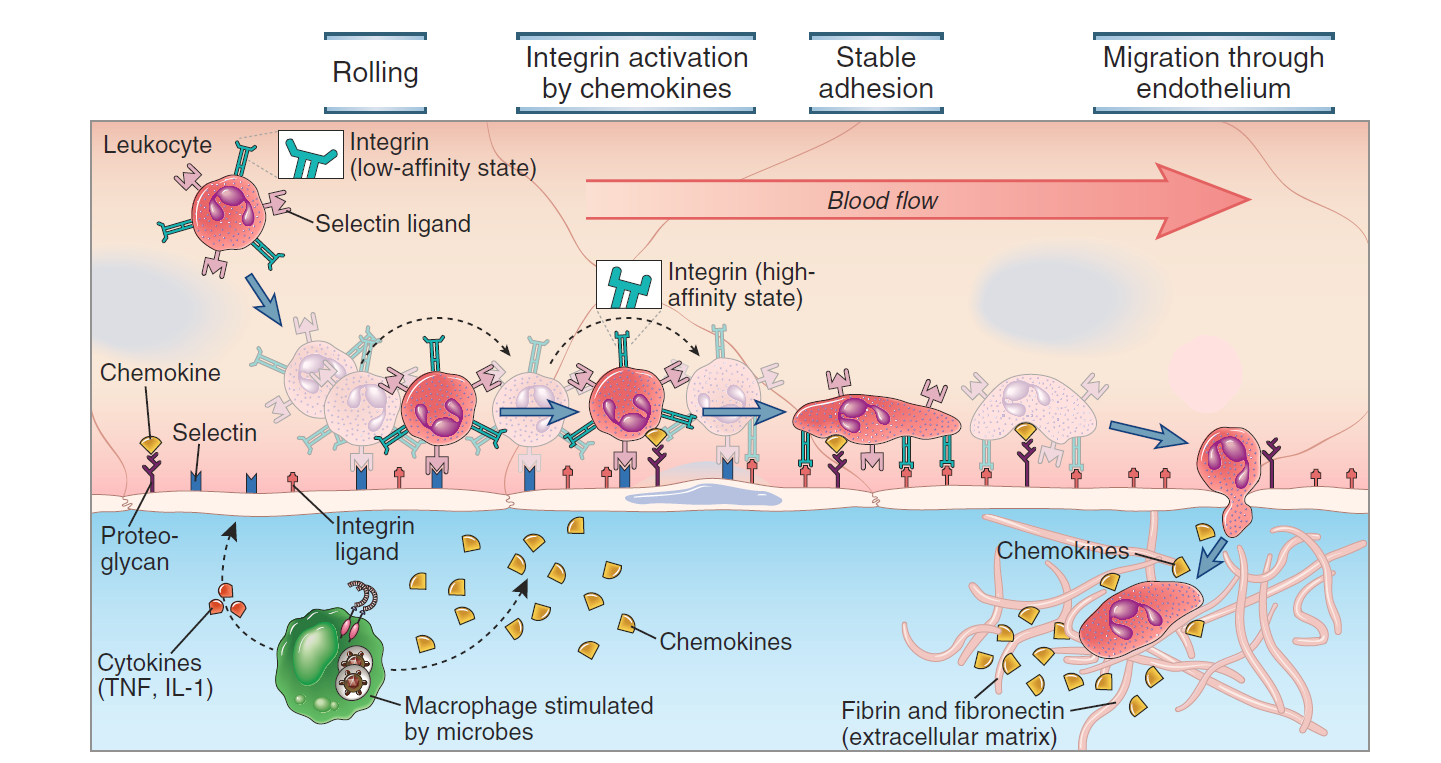 Rolling
Integrin activation
by chemokines
Stable
adhesion
Migration through
endothelium
Leukocyte
Integrin
(low-affinity state)
Selectin ligand
Blood flow
Integrin (high-
affinity state)
Chemokine
Selectin
Proteo-
glycan
Integrin
ligand
Chemokines
Cytokines
(TNF, IL-1)
Chemokines
Macrophage stimulated
by microbes
Fibrin and fibronectin
(extracellular matrix)